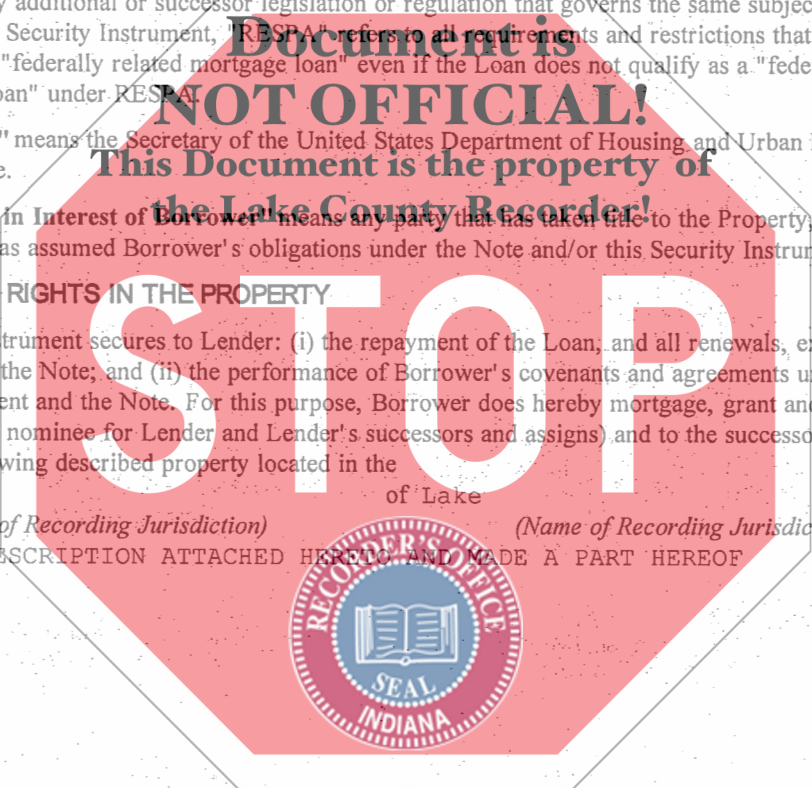 additional or successor legislation or regulation that governs the same subjec
Document is
Security Instrument, "RESPA" refers to all requirements and restrictions that
"federally related mortgage loan" even if the Loan does not qualify as a "fede
oan" under RESPA.
NOT OFFICIAL!
" means the Secretary of the United States Department of Housing and Urban
e.
This Document is the property of
the Lake County Recorder!
in Interest of Borrower" means any party that has taken title to the Property,
as assumed Borrower's obligations under the Note and/or this Security Instrum
RIGHTS IN THE PROPERTY
STOP
trument secures to Lender: (i) the repayment of the Loan, and all renewals, ex
the Note; and (ii) the performance of Borrower's covenants and agreements u
ent and the Note. For this purpose, Borrower does hereby mortgage, grant an
nominee for Lender and Lender's successors and assigns) and to the successo
wing described property located in the
of Lake
of Recording Jurisdiction) (Name of Recording Jurisdic
ESCRIPTION ATTACHED HERETO AND MADE A PART HEREOF
RECORDER'S OFFICE
SEAL
INDIANA